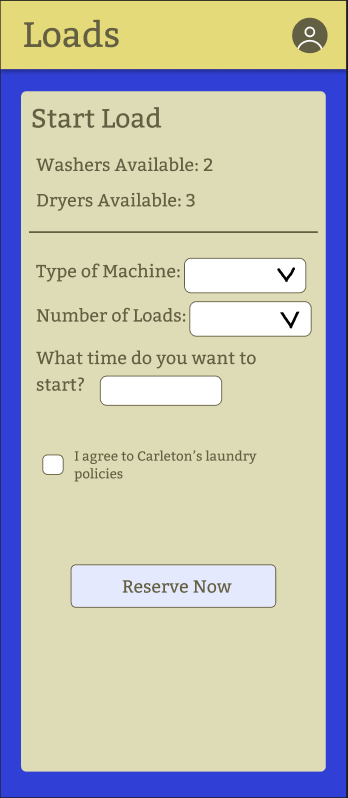 Loads
Start Load
Washers Available: 2
Dryers Available: 3
Type of Machine:
Number of Loads:
What time do you want to
start?
I agree to Carleton’s laundry
policies
Reserve Now